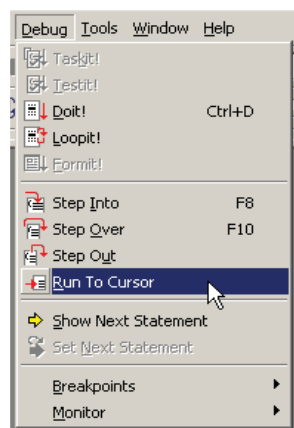 Debug Tools Window Help
Taskit!
Testit!
Doit! Ctrl+D
Loopit!
Formit!
Step Into F8
Step Over F10
Step Out
Run To Cursor
Show Next Statement
Set Next Statement
Breakpoints
Monitor